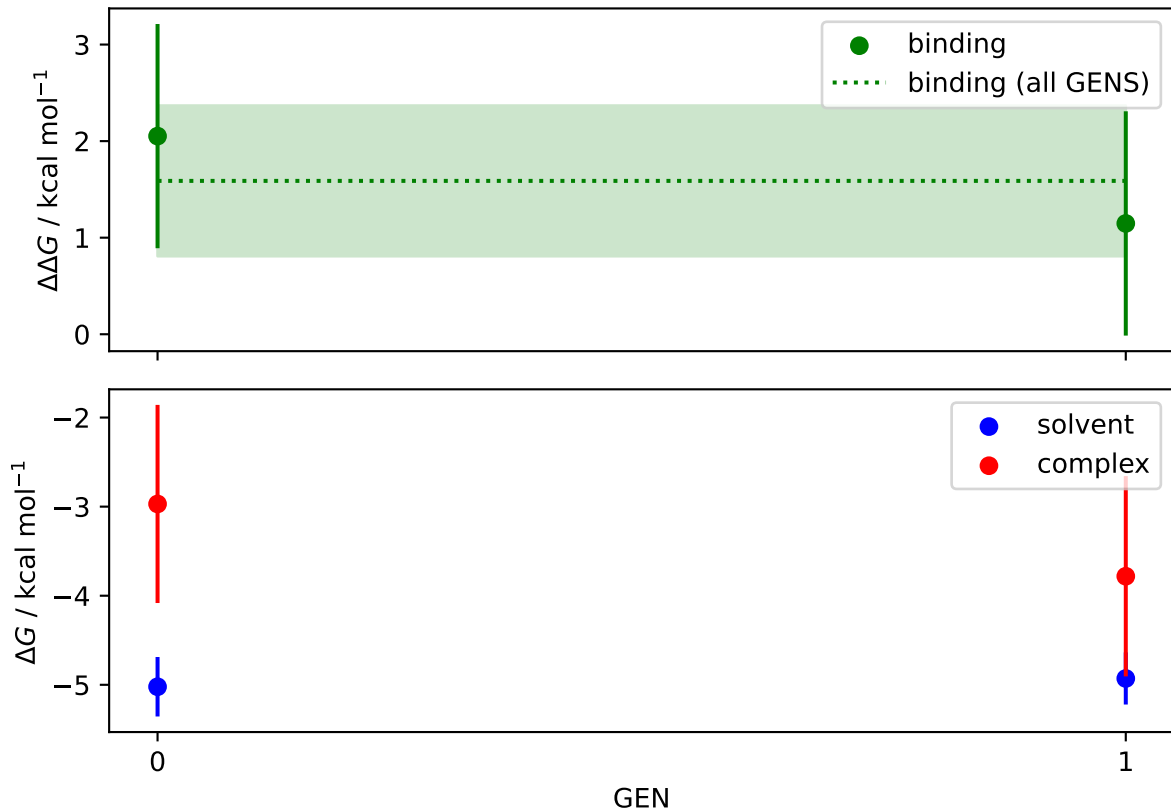 3
2
1
0
ΔΔG / kcal mol⁻¹
binding
binding (all GENS)
−2
−3
−4
−5
ΔG / kcal mol⁻¹
solvent
complex
0 1
GEN